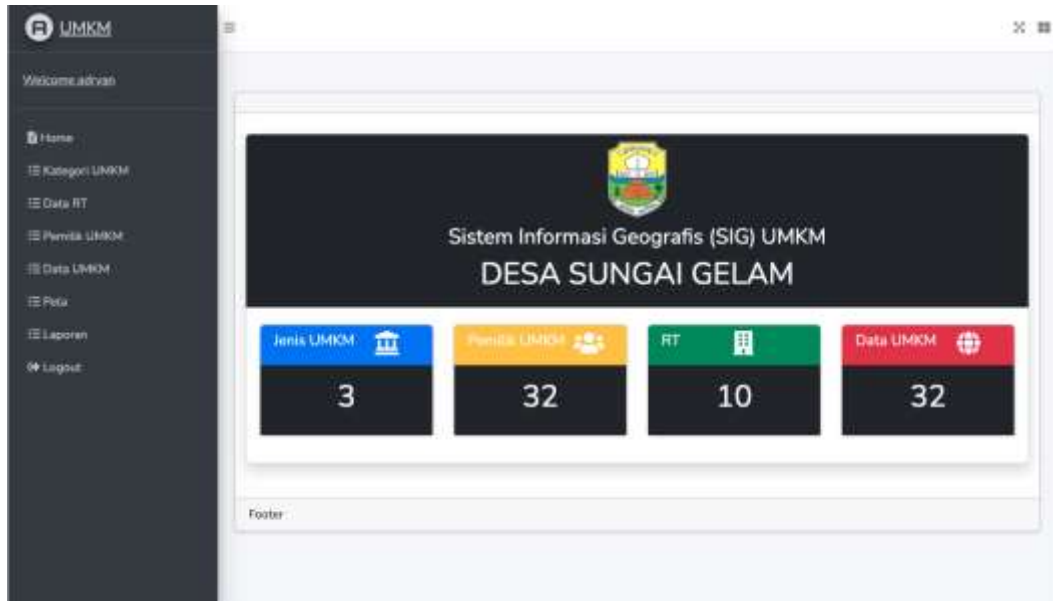 UMKM
Welcome adryan
Home
Kategori UMKM
Data RT
Pemilik UMKM
Data UMKM
Peta
Laporan
Logout
Sistem Informasi Geografis (SIG) UMKM
DESA SUNGAI GELAM
Jenis UMKM
3
Pemilik UMKM
32
RT
10
Data UMKM
32
Footer